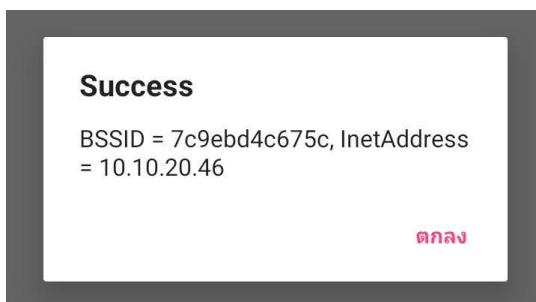 Success
BSSID = 7c9ebd4c675c, InetAddress
= 10.10.20.46
ตกลง